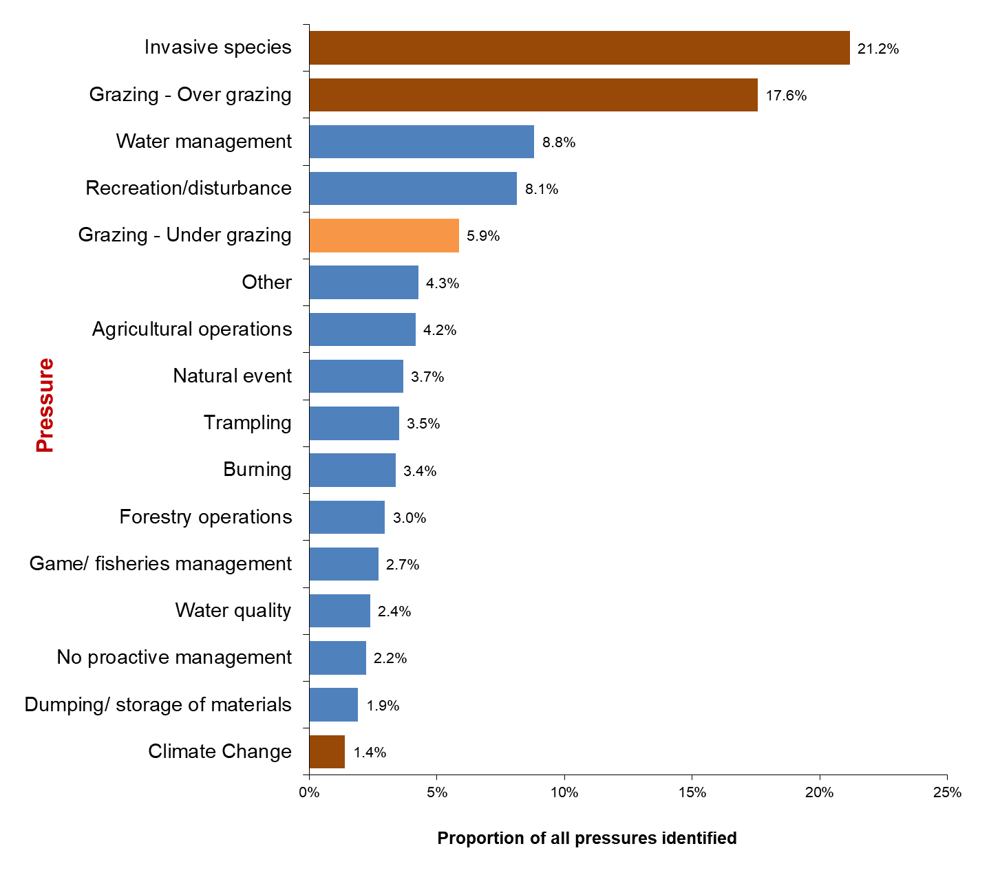 Invasive species
21.2%
Grazing - Over grazing
17.6%
Water management
8.8%
Recreation/disturbance
8.1%
Grazing - Under grazing
5.9%
Other
4.3%
Agricultural operations
4.2%
Natural event
3.7%
Trampling
3.5%
Burning
3.4%
Forestry operations
3.0%
Game/ fisheries management
2.7%
Water quality
2.4%
No proactive management
2.2%
Dumping/ storage of materials
1.9%
Climate Change
1.4%
Pressure
0% 5% 10% 15% 20% 25%
Proportion of all pressures identified